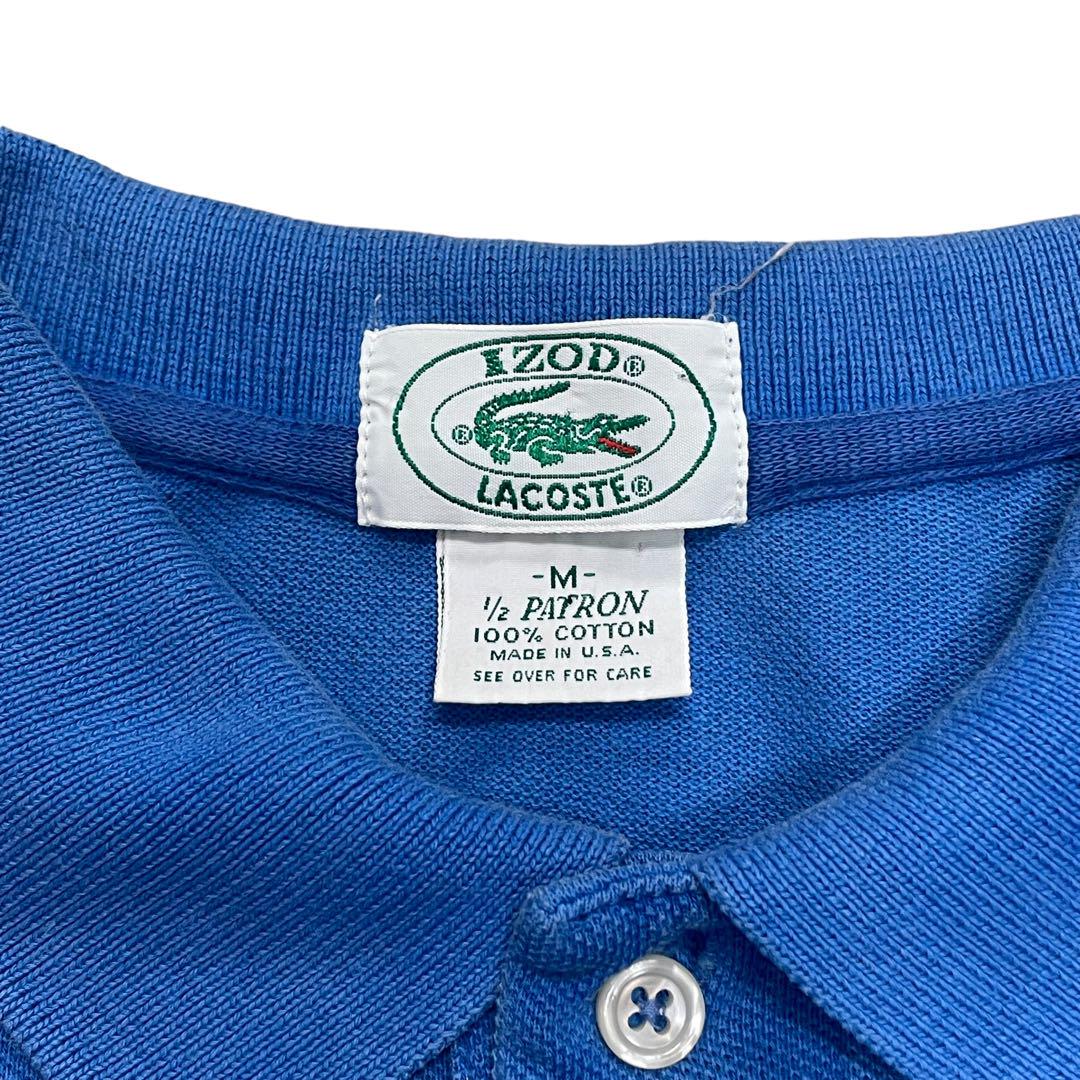 IZOD®
®
LACOSTE®
-M-
1/2 PATRON
100% COTTON
MADE IN U.S.A.
SEE OVER FOR CARE